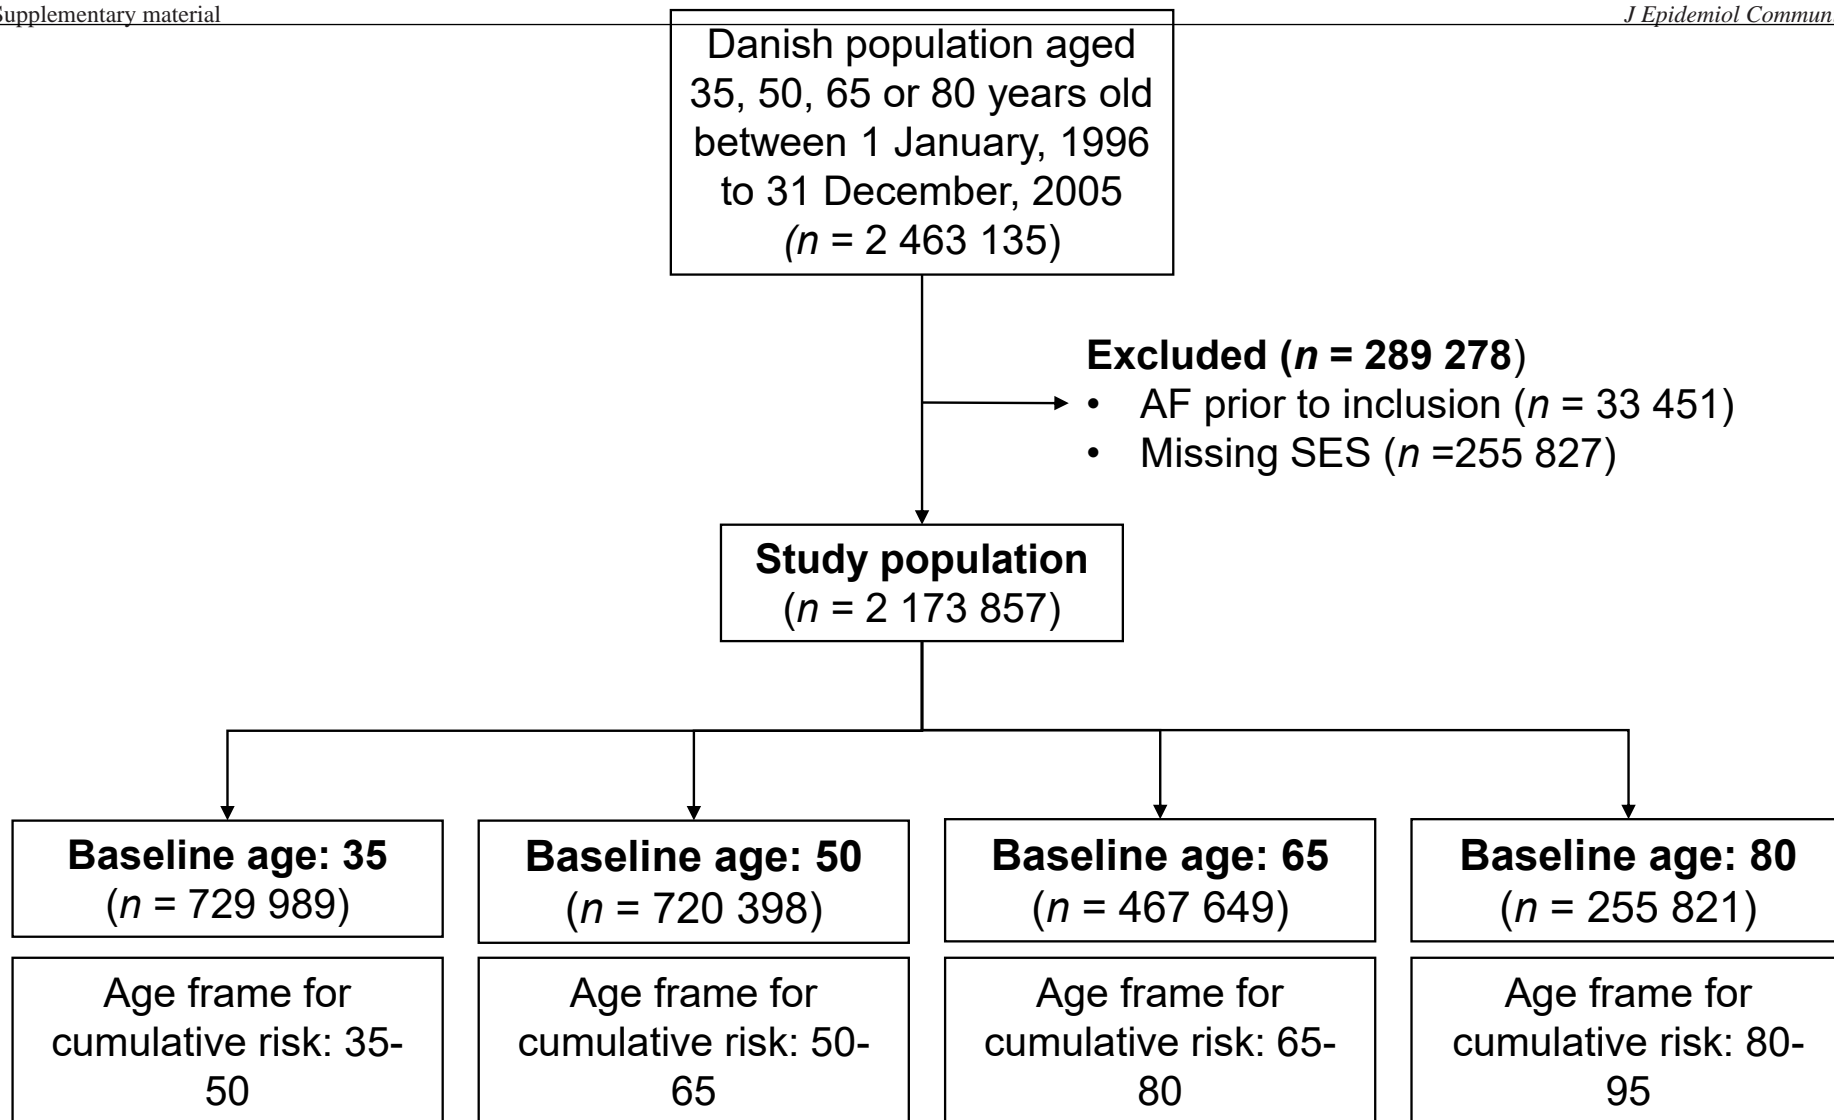 Supplementary material
J Epidemiol Commun
Danish population aged
35, 50, 65 or 80 years old
between 1 January, 1996
to 31 December, 2005
(n = 2 463 135)
Excluded (n = 289 278)
• AF prior to inclusion (n = 33 451)
• Missing SES (n =255 827)
Study population
(n = 2 173 857)
Baseline age: 35
(n = 729 989)
Baseline age: 50
(n = 720 398)
Baseline age: 65
(n = 467 649)
Baseline age: 80
(n = 255 821)
Age frame for
cumulative risk: 35-
50
Age frame for
cumulative risk: 50-
65
Age frame for
cumulative risk: 65-
80
Age frame for
cumulative risk: 80-
95